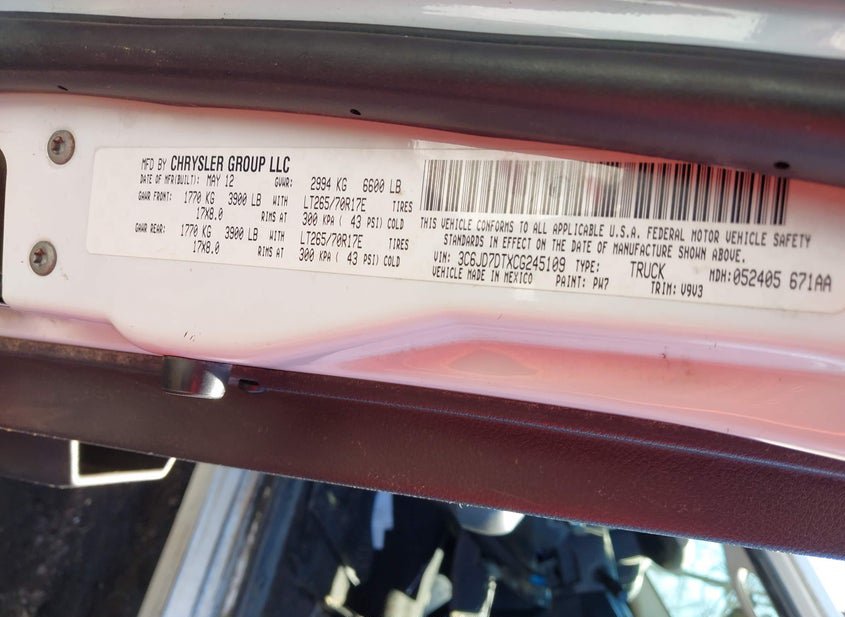 MFD BY CHRYSLER GROUP LLC
DATE OF MFR(BUILT): MAY 12 GVWR: 2994 KG 6600 LB
GAWR FRONT: 1770 KG 3900 LB WITH LT265/70R17E TIRES
17X8.0 RIMS AT 300 KPA ( 43 PSI) COLD
GAWR REAR: 1770 KG 3900 LB WITH LT265/70R17E TIRES
17X8.0 RIMS AT 300 KPA ( 43 PSI) COLD
THIS VEHICLE CONFORMS TO ALL APPLICABLE U.S.A. FEDERAL MOTOR VEHICLE SAFETY
STANDARDS IN EFFECT ON THE DATE OF MANUFACTURE SHOWN ABOVE.
VIN: 3C6JD7DTXCG245109 TYPE: TRUCK MDH:052405 671AA
VEHICLE MADE IN MEXICO PAINT: PW7 TRIM: V9V3